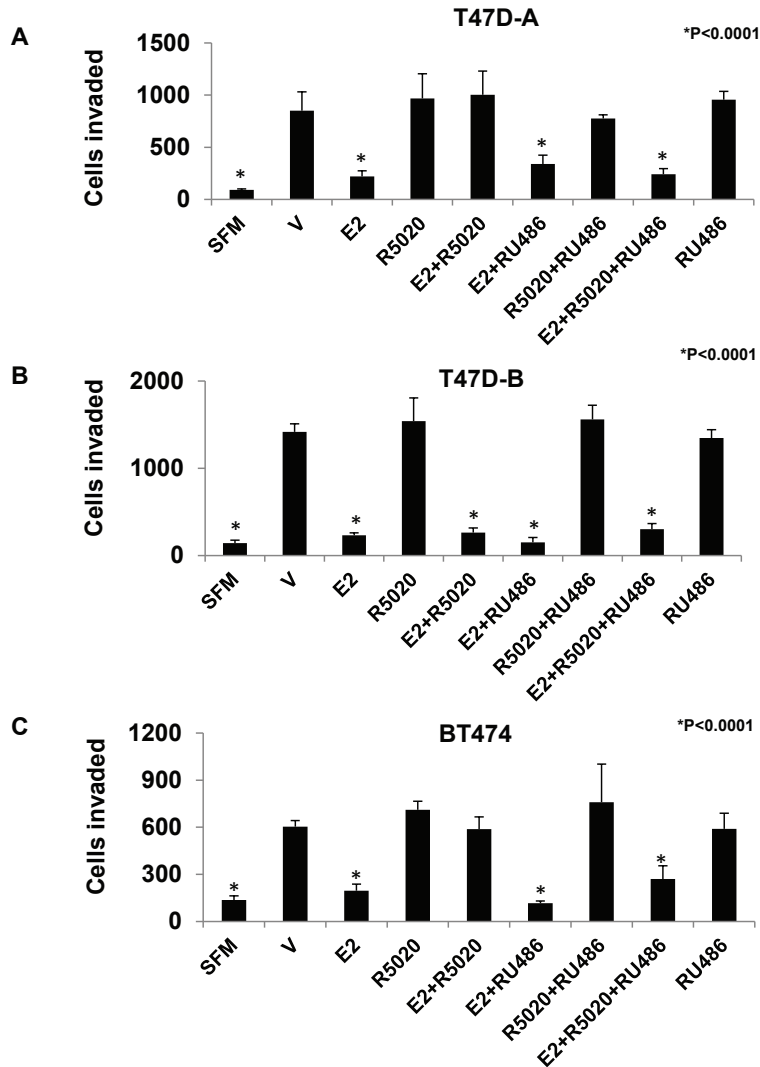 A
T47D-A
*P<0.0001
Cells invaded
1500
1000
500
0
*
*
*
*
SFM
V
E2
R5020
E2+R5020
E2+RU486
R5020+RU486
E2+R5020+RU486
RU486
B
T47D-B
*P<0.0001
Cells invaded
2000
1000
0
*
*
*
*
*
SFM
V
E2
R5020
E2+R5020
E2+RU486
R5020+RU486
E2+R5020+RU486
RU486
C
BT474
*P<0.0001
Cells invaded
1200
900
600
300
0
*
*
*
*
SFM
V
E2
R5020
E2+R5020
E2+RU486
R5020+RU486
E2+R5020+RU486
RU486